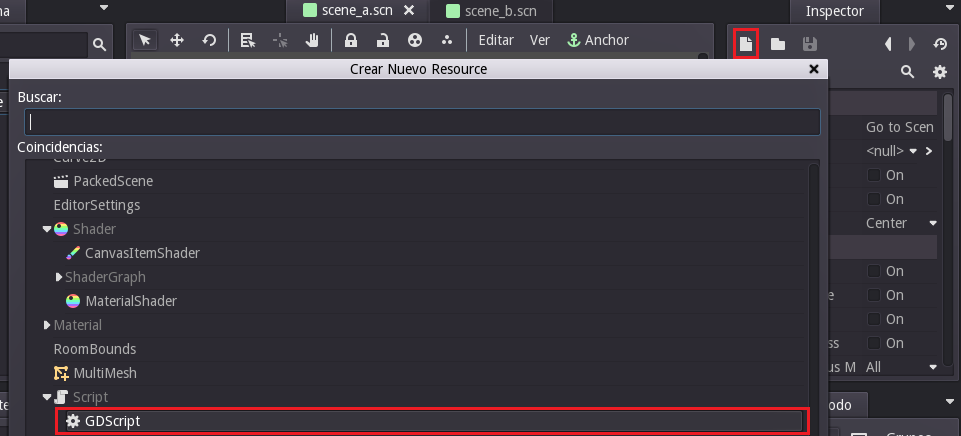 na scene_a.scn scene_b.scn Inspector
Editar Ver Anchor
Crear Nuevo Resource
Buscar:
Coincidencias:
Curve2D
PackedScene
EditorSettings
Shader
CanvasItemShader
ShaderGraph
MaterialShader
Material
RoomBounds
MultiMesh
Script
GDScript
Go to Scen
<null>
On
On
Center
On
On
On
ss On
us M All
odo
Grupos